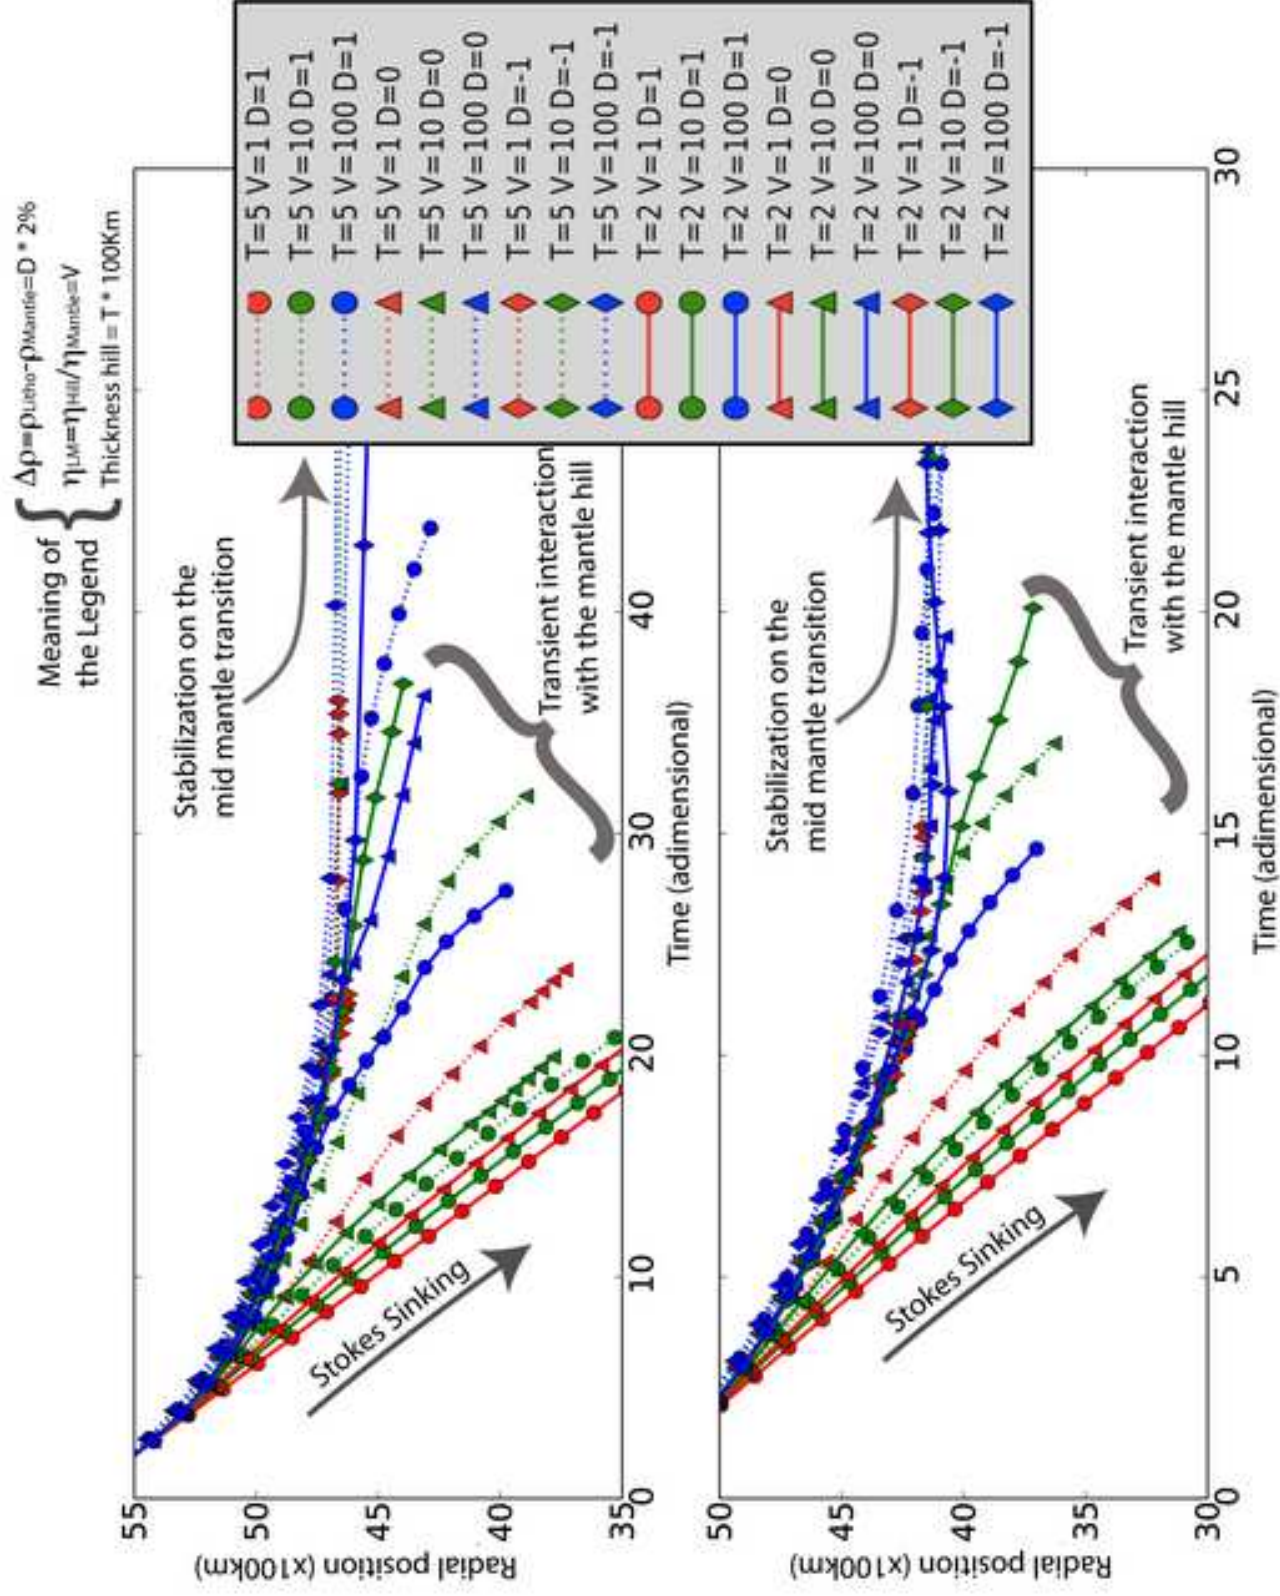 Meaning of
the Legend
Δρ=ρLitho-ρMantle=D * 2%
ηLM=ηHill/ηMantle=V
Thickness hill = T * 100Km
55
50
45
40
35
Radial position (x100km)
Stabilization on the
mid mantle transition
Transient interaction
with the mantle hill
Stokes Sinking
0
10
20
30
40
Time (adimensional)
T=5 V=1 D=1
T=5 V=10 D=1
T=5 V=100 D=1
T=5 V=1 D=0
T=5 V=10 D=0
T=5 V=100 D=0
T=5 V=1 D=-1
T=5 V=10 D=-1
T=5 V=100 D=-1
T=2 V=1 D=1
T=2 V=10 D=1
T=2 V=100 D=1
T=2 V=1 D=0
T=2 V=10 D=0
T=2 V=100 D=0
T=2 V=1 D=-1
T=2 V=10 D=-1
T=2 V=100 D=-1
50
45
40
35
30
Radial position (x100km)
Stabilization on the
mid mantle transition
Transient interaction
with the mantle hill
Stokes Sinking
0
5
10
15
20
25
30
Time (adimensional)